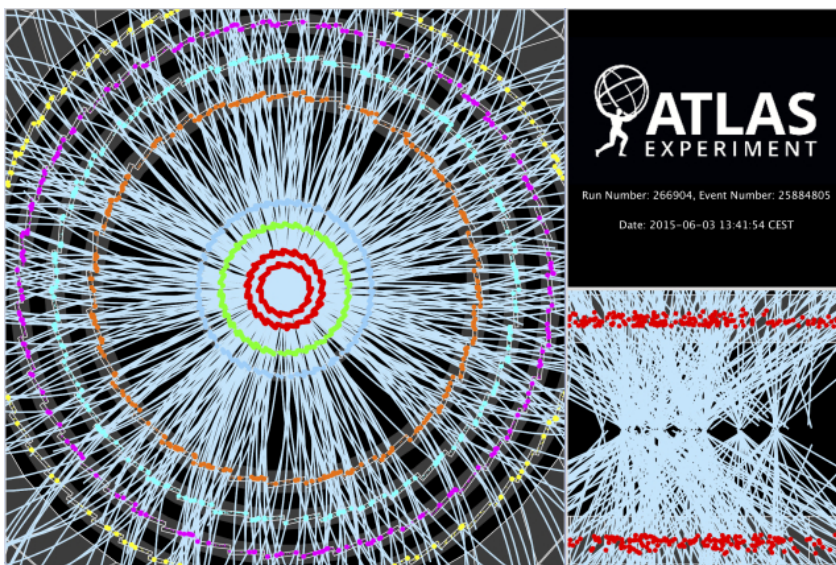 ATLAS
EXPERIMENT
Run Number: 266904, Event Number: 25884805
Date: 2015-06-03 13:41:54 CEST